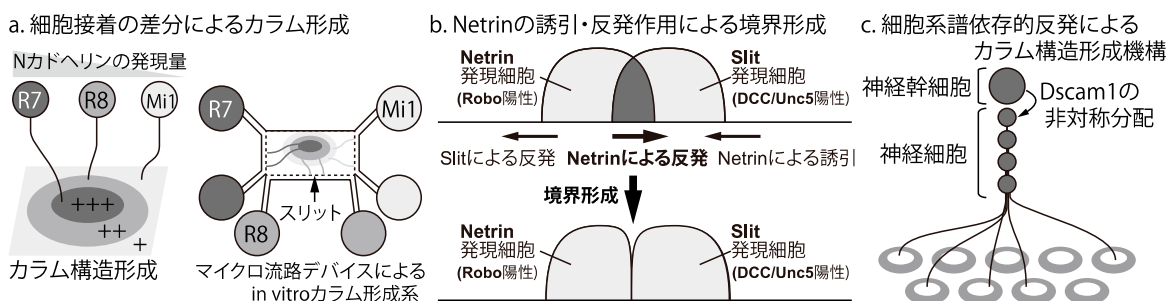 a. 細胞接着の差分によるカラム形成
Nカドヘリンの発現量
R7
R8
Mi1
+++
++
+
カラム構造形成
R7
Mi1
スリット
R8
マイクロ流路デバイスによる
in vitroカラム形成系
b. Netrinの誘引・反発作用による境界形成
Netrin
発現細胞
(Robo陽性)
Slit
発現細胞
(DCC/Unc5陽性)
Slitによる反発
Netrinによる反発
Netrinによる誘引
境界形成
Netrin
発現細胞
(Robo陽性)
Slit
発現細胞
(DCC/Unc5陽性)
c. 細胞系譜依存的反発による
カラム構造形成機構
神経幹細胞
Dscam1の
非対称分配
神経細胞